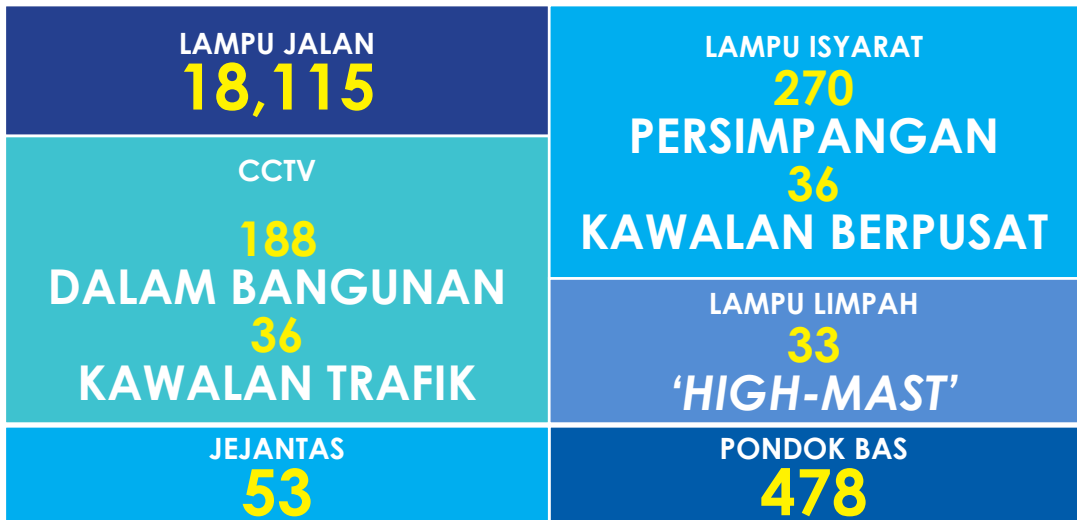 LAMPU JALAN
18,115
CCTV
188
DALAM BANGUNAN
36
KAWALAN TRAFIK
JEJANTAS
53
LAMPU ISYARAT
270
PERSIMPANGAN
36
KAWALAN BERPUSAT
LAMPU LIMPAH
33
‘HIGH-MAST’
PONDOK BAS
478